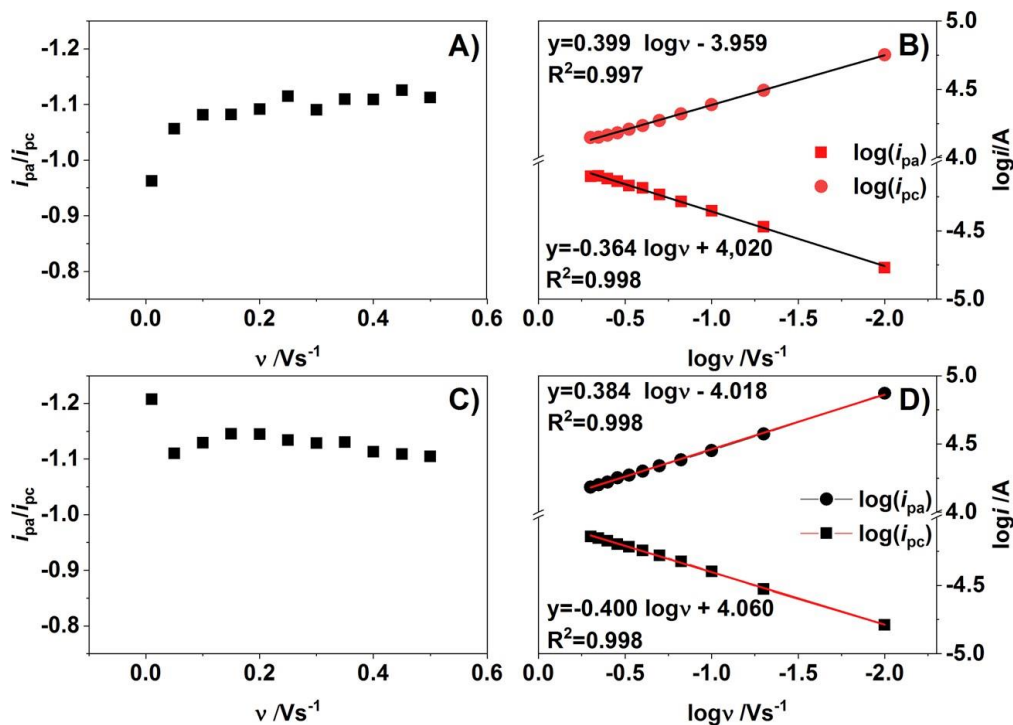 A)
-1.2
-1.1
-1.0
-0.9
-0.8
i_pa/i_pc
0.0 0.2 0.4 0.6
ν /Vs⁻¹
B)
y=0.399 logν - 3.959
R²=0.997
log(i_pa)
log(i_pc)
y=-0.364 logν + 4,020
R²=0.998
5.0
4.5
4.0
-4.5
-5.0
logi/A
0.0 -0.5 -1.0 -1.5 -2.0
logν /Vs⁻¹
C)
-1.2
-1.1
-1.0
-0.9
-0.8
i_pa/i_pc
0.0 0.2 0.4 0.6
ν /Vs⁻¹
D)
y=0.384 logν - 4.018
R²=0.998
log(i_pa)
log(i_pc)
y=-0.400 logν + 4.060
R²=0.998
5.0
4.5
4.0
-4.5
-5.0
logi /A
0.0 -0.5 -1.0 -1.5 -2.0
logν /Vs⁻¹